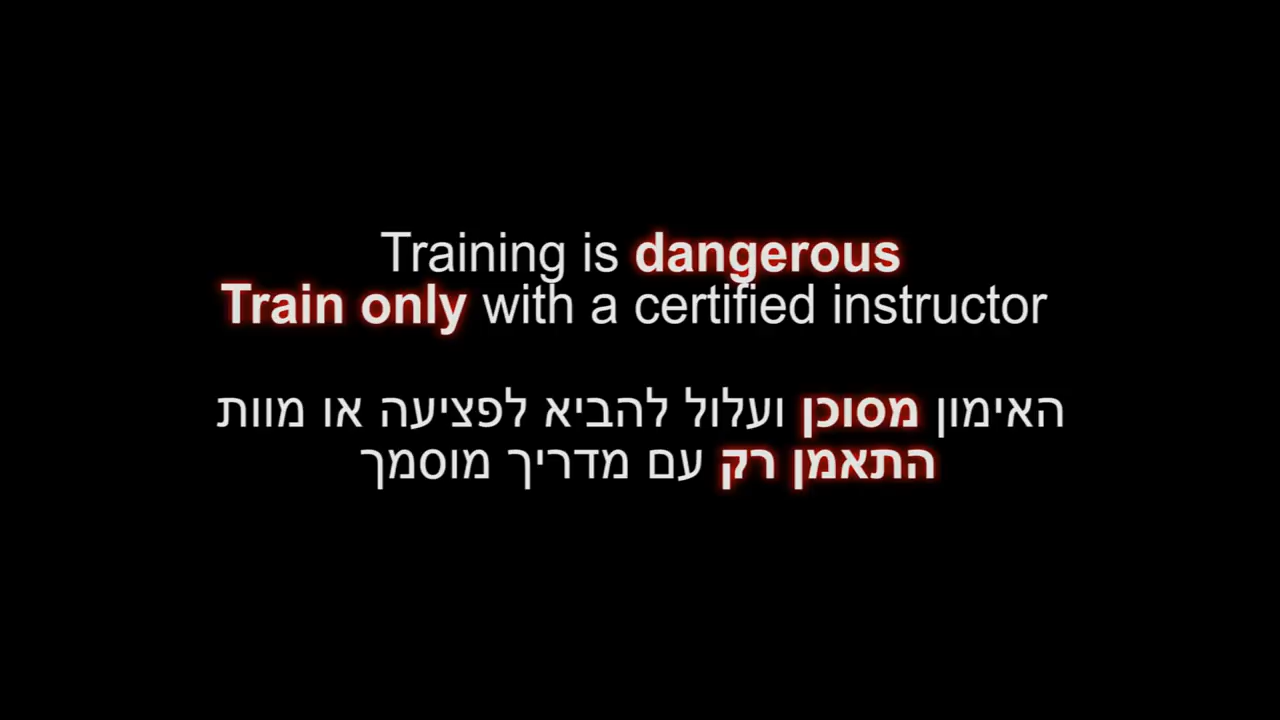 Training is dangerous
Train only with a certified instructor
האימון מסוכן ועלול להביא לפציעה או מוות
התאמן רק עם מדריך מוסמך